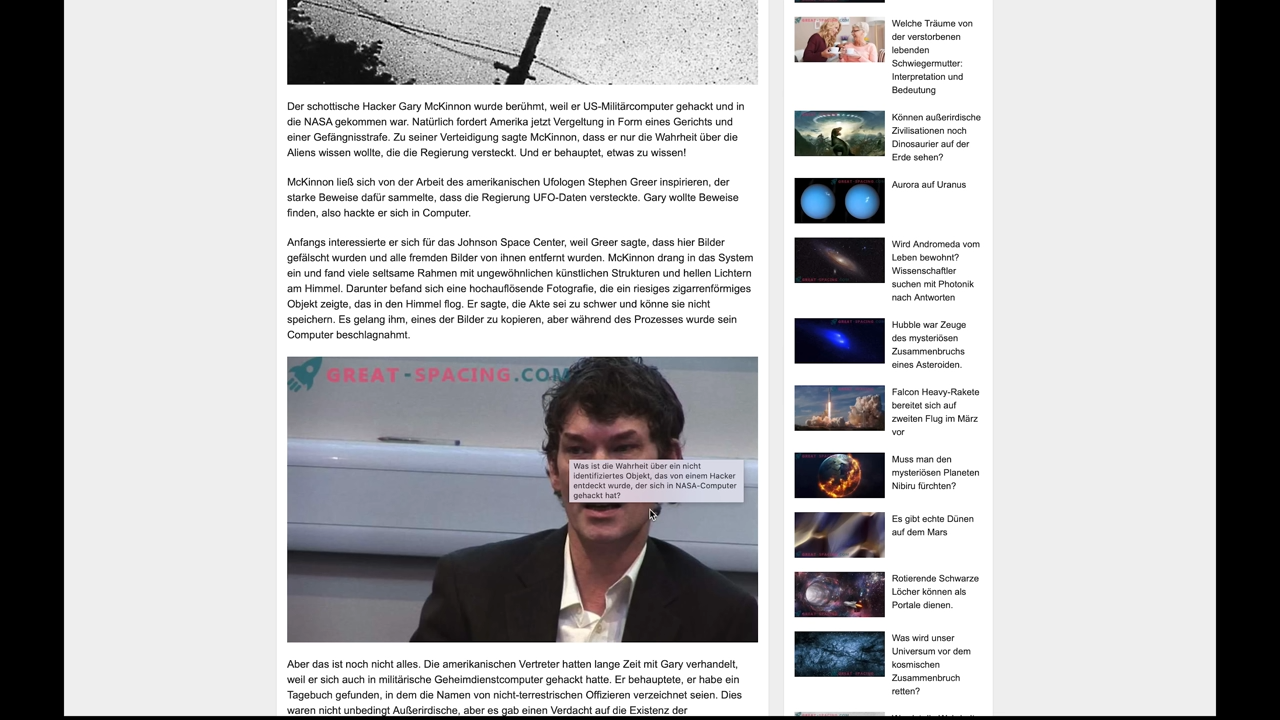 Der schottische Hacker Gary McKinnon wurde berühmt, weil er US-Militärcomputer gehackt und in
die NASA gekommen war. Natürlich fordert Amerika jetzt Vergeltung in Form eines Gerichts und
einer Gefängnisstrafe. Zu seiner Verteidigung sagte McKinnon, dass er nur die Wahrheit über die
Aliens wissen wollte, die die Regierung versteckt. Und er behauptet, etwas zu wissen!
McKinnon ließ sich von der Arbeit des amerikanischen Ufologen Stephen Greer inspirieren, der
starke Beweise dafür sammelte, dass die Regierung UFO-Daten versteckte. Gary wollte Beweise
finden, also hackte er sich in Computer.
Anfangs interessierte er sich für das Johnson Space Center, weil Greer sagte, dass hier Bilder
gefälscht wurden und alle fremden Bilder von ihnen entfernt wurden. McKinnon drang in das System
ein und fand viele seltsame Rahmen mit ungewöhnlichen künstlichen Strukturen und hellen Lichtern
am Himmel. Darunter befand sich eine hochauflösende Fotografie, die ein riesiges zigarrenförmiges
Objekt zeigte, das in den Himmel flog. Er sagte, die Akte sei zu schwer und könne sie nicht
speichern. Es gelang ihm, eines der Bilder zu kopieren, aber während des Prozesses wurde sein
Computer beschlagnahmt.
GREAT-SPACING.COM
Was ist die Wahrheit über ein nicht
identifiziertes Objekt, das von einem Hacker
entdeckt wurde, der sich in NASA-Computer
gehackt hat?
Aber das ist noch nicht alles. Die amerikanischen Vertreter hatten lange Zeit mit Gary verhandelt,
weil er sich auch in militärische Geheimdienstcomputer gehackt hatte. Er behauptete, er habe ein
Tagebuch gefunden, in dem die Namen von nicht-terrestrischen Offizieren verzeichnet seien. Dies
waren nicht unbedingt Außerirdische, aber es gab einen Verdacht auf die Existenz der
Welche Träume von
der verstorbenen
lebenden
Schwiegermutter:
Interpretation und
Bedeutung
Können außerirdische
Zivilisationen noch
Dinosaurier auf der
Erde sehen?
Aurora auf Uranus
Wird Andromeda vom
Leben bewohnt?
Wissenschaftler
suchen mit Photonik
nach Antworten
Hubble war Zeuge
des mysteriösen
Zusammenbruchs
eines Asteroiden.
Falcon Heavy-Rakete
bereitet sich auf
zweiten Flug im März
vor
Muss man den
mysteriösen Planeten
Nibiru fürchten?
Es gibt echte Dünen
auf dem Mars
Rotierende Schwarze
Löcher können als
Portale dienen.
Was wird unser
Universum vor dem
kosmischen
Zusammenbruch
retten?